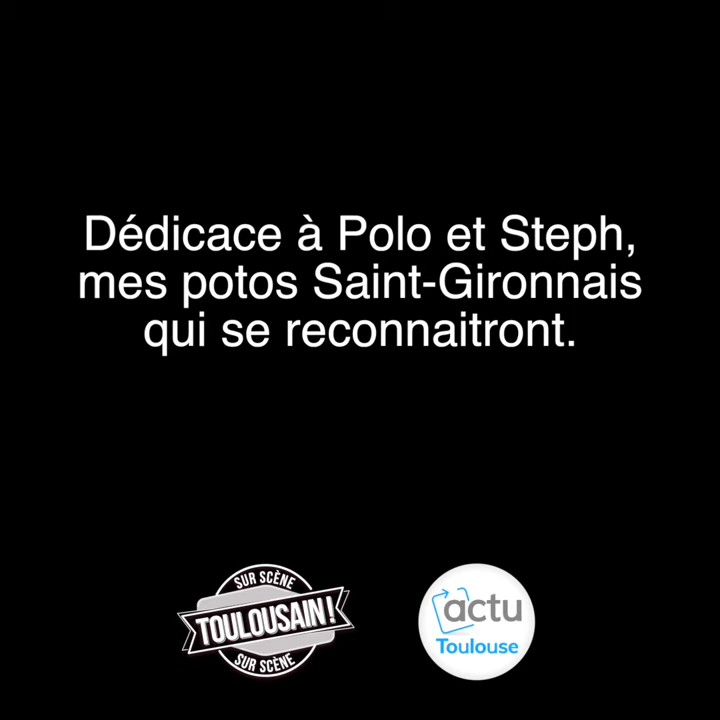 Dédicace à Polo et Steph,
mes potos Saint-Gironnais
qui se reconnaitront.
SUR SCÈNE
TOULOUSAIN !
SUR SCÈNE
actu
Toulouse